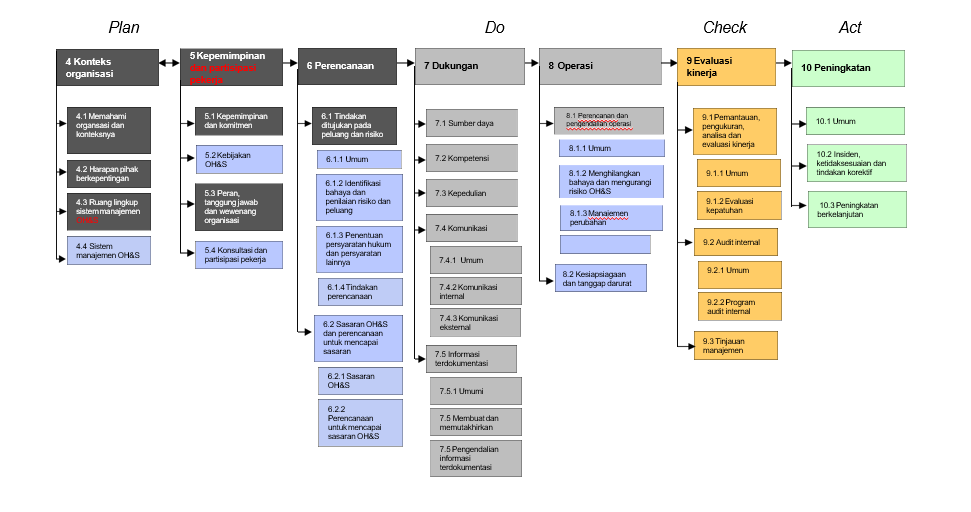 Plan
Do
Check
Act
4 Konteks
organisasi
4.1 Memahami
organsasi dan
konteksnya
4.2 Harapan pihak
berkepentingan
4.3 Ruang lingkup
sistem manajemen
4.4 Sistem
manajemen OH&S
5 Kepemimpinan
dan partisipasi
pekerja
5.1 Kepemimpinan
dan komitmen
5.2 Kebijakan
OH&S
5.3 Peran,
tanggung jawab
dan wewenang
organisasi
5.4 Konsultasi dan
partisipasi pekerja
6 Perencanaan
6.1 Tindakan
ditujukan pada
peluang dan risiko
6.1.1 Umum
6.1.2 Identifikasi
bahaya dan
penilaian risiko dan
peluang
6.1.3 Penentuan
persyaratan hukum
dan persyaratan
lainnya
6.1.4 Tindakan
perencanaan
6.2 Sasaran OH&S
dan perencanaan
untuk mencapai
sasaran
6.2.1 Sasaran
OH&S
6.2.2
Perencanaan
untuk mencapai
sasaran OH&S
7 Dukungan
7.1 Sumber daya
7.2 Kompetensi
7.3 Kepedulian
7.4 Komunikasi
7.4.1 Umum
7.4.2 Komunikasi
internal
7.4.3 Komunikasi
eksternal
7.5 Informasi
terdokumentasi
7.5.1 Umumi
7.5 Membuat dan
memutakhirkan
7.5 Pengendalian
informasi
terdokumentasi
8 Operasi
8.1 Perencanan dan
pengendalian operasi
8.1.1 Umum
8.1.2 Menghilangkan
bahaya dan mengurangi
risiko OH&S
8.1.3 Manajemen
perubahan
8.2 Kesiapsiagaan
dan tanggap darurat
9 Evaluasi
kinerja
9.1 Pemantauan,
pengukuran,
analisa dan
evaluasi kinerja
9.1.1 Umum
9.1.2 Evaluasi
kepatuhan
9.2 Audit internal
9.2.1 Umum
9.2.2 Program
audit internal
9.3 Tinjauan
manajemen
10 Peningkatan
10.1 Umum
10.2 Insiden,
ketidaksesuaian dan
tindakan korektif
10.3 Peningkatan
berkelanjutan